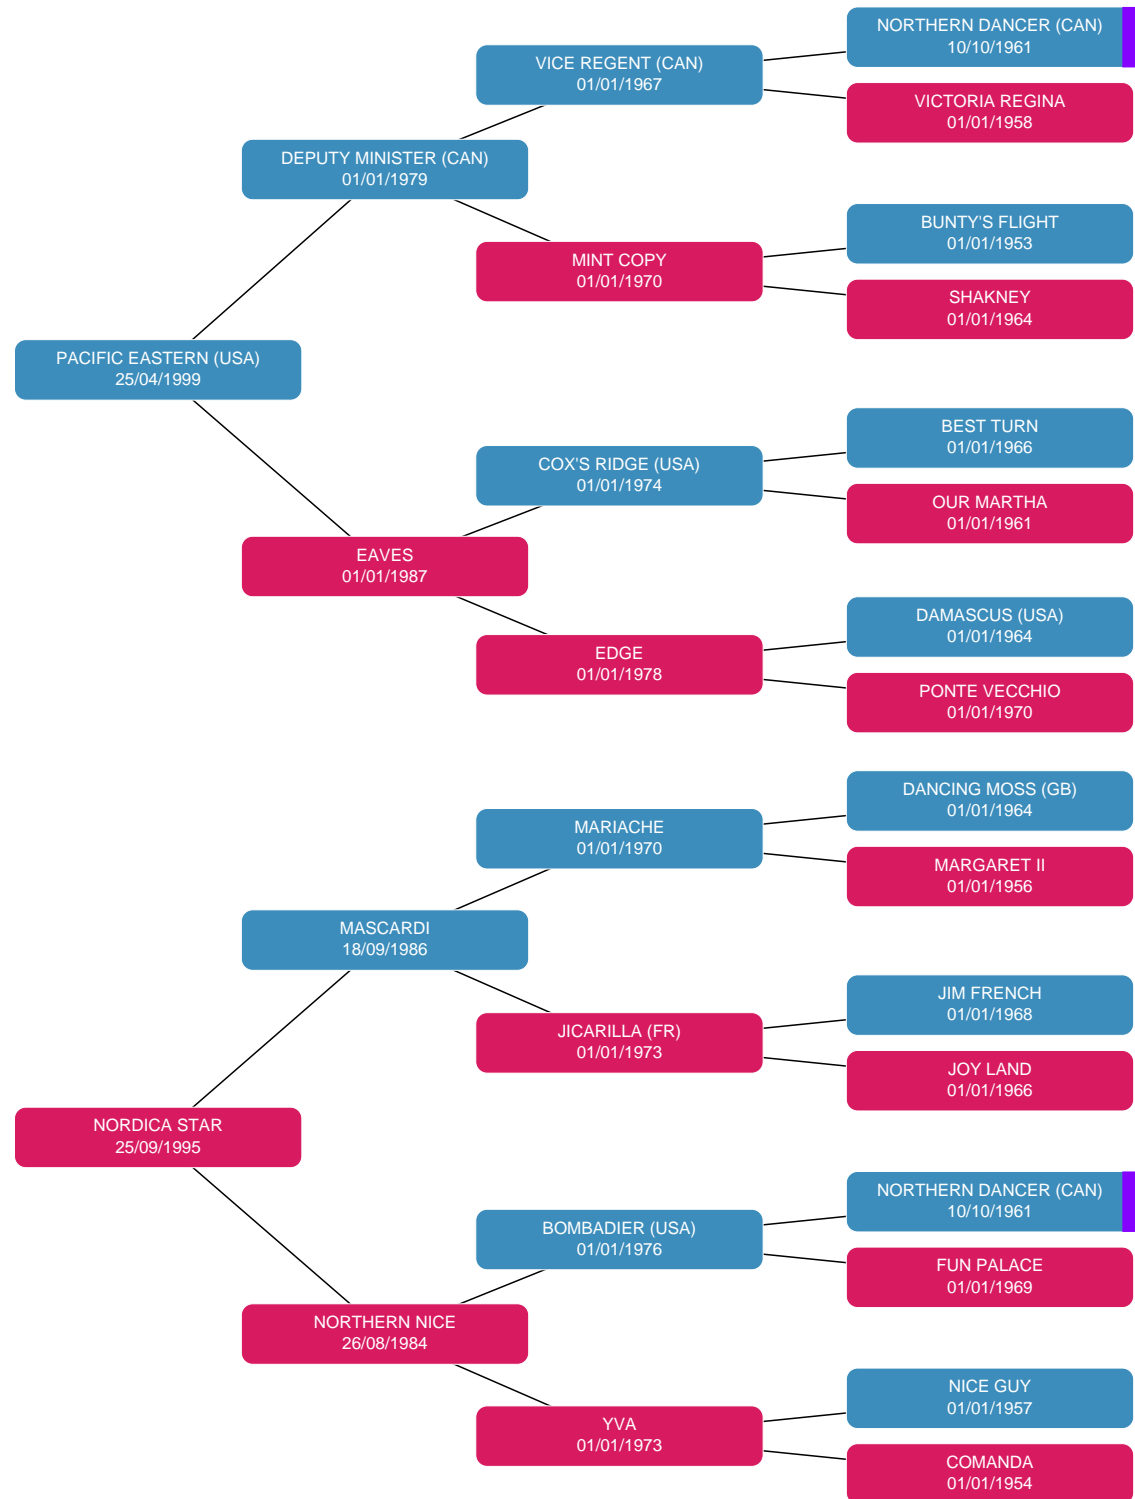 NORTHERN DANCER (CAN)
10/10/1961
VICE REGENT (CAN)
01/01/1967
VICTORIA REGINA
01/01/1958
DEPUTY MINISTER (CAN)
01/01/1979
BUNTY'S FLIGHT
01/01/1953
MINT COPY
01/01/1970
SHAKNEY
01/01/1964
PACIFIC EASTERN (USA)
25/04/1999
BEST TURN
01/01/1966
COX'S RIDGE (USA)
01/01/1974
OUR MARTHA
01/01/1961
EAVES
01/01/1987
DAMASCUS (USA)
01/01/1964
EDGE
01/01/1978
PONTE VECCHIO
01/01/1970
DANCING MOSS (GB)
01/01/1964
MARIACHE
01/01/1970
MARGARET II
01/01/1956
MASCARDI
18/09/1986
JIM FRENCH
01/01/1968
JICARILLA (FR)
01/01/1973
JOY LAND
01/01/1966
NORDICA STAR
25/09/1995
NORTHERN DANCER (CAN)
10/10/1961
BOMBADIER (USA)
01/01/1976
FUN PALACE
01/01/1969
NORTHERN NICE
26/08/1984
NICE GUY
01/01/1957
YVA
01/01/1973
COMANDA
01/01/1954